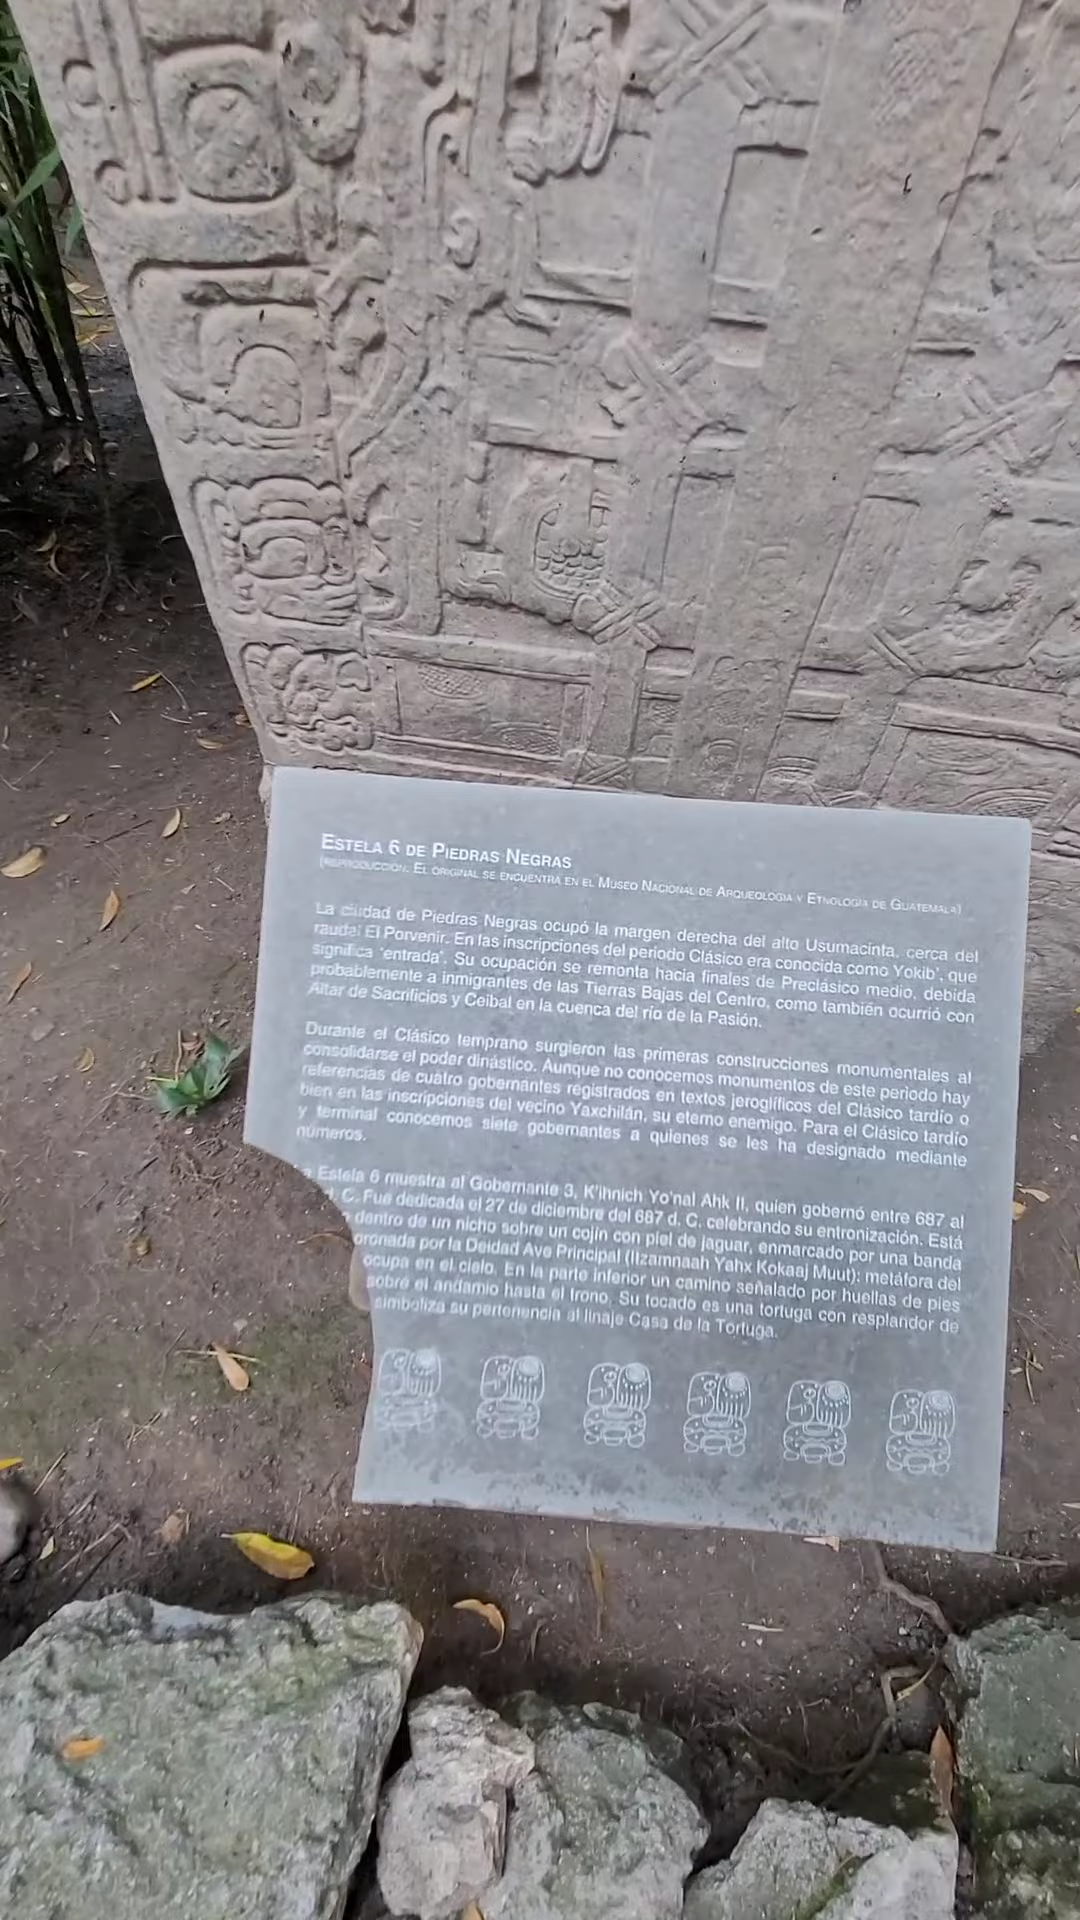 ESTELA 6 DE PIEDRAS NEGRAS
(REPRODUCCIÓN. EL ORIGINAL SE ENCUENTRA EN EL MUSEO NACIONAL DE ARQUEOLOGIA Y ETNOLOGIA DE GUATEMALA)
La ciudad de Piedras Negras ocupó la margen derecha del alto Usumacinta, cerca del
raudal El Porvenir. En las inscripciones del periodo Clásico era conocida como Yokib', que
significa 'entrada'. Su ocupación se remonta hacia finales de Preclásico medio, debida
probablemente a inmigrantes de las Tierras Bajas del Centro, como también ocurrió con
Altar de Sacrificios y Ceibal en la cuenca del río de la Pasión.
Durante el Clásico temprano surgieron las primeras construcciones monumentales al
consolidarse el poder dinástico. Aunque no conocemos monumentos de este periodo hay
referencias de cuatro gobernantes registrados en textos jeroglíficos del Clásico tardío o
bien en las inscripciones del vecino Yaxchilán, su eterno enemigo. Para el Clásico tardío
y terminal conocemos siete gobernantes a quienes se les ha designado mediante
números.
a Estela 6 muestra al Gobernante 3, K'ihnich Yo'nal Ahk II, quien gobernó entre 687 al
. C. Fue dedicada el 27 de diciembre del 687 d. C. celebrando su entronización. Está
dentro de un nicho sobre un cojín con piel de jaguar, enmarcado por una banda
oronada por la Deidad Ave Principal (Itzamnaah Yahx Kokaaj Muut): metáfora del
ocupa en el cielo. En la parte inferior un camino señalado por huellas de pies
sobre el andamio hasta el trono. Su tocado es una tortuga con resplandor de
simboliza su pertenencia al linaje Casa de la Tortuga.